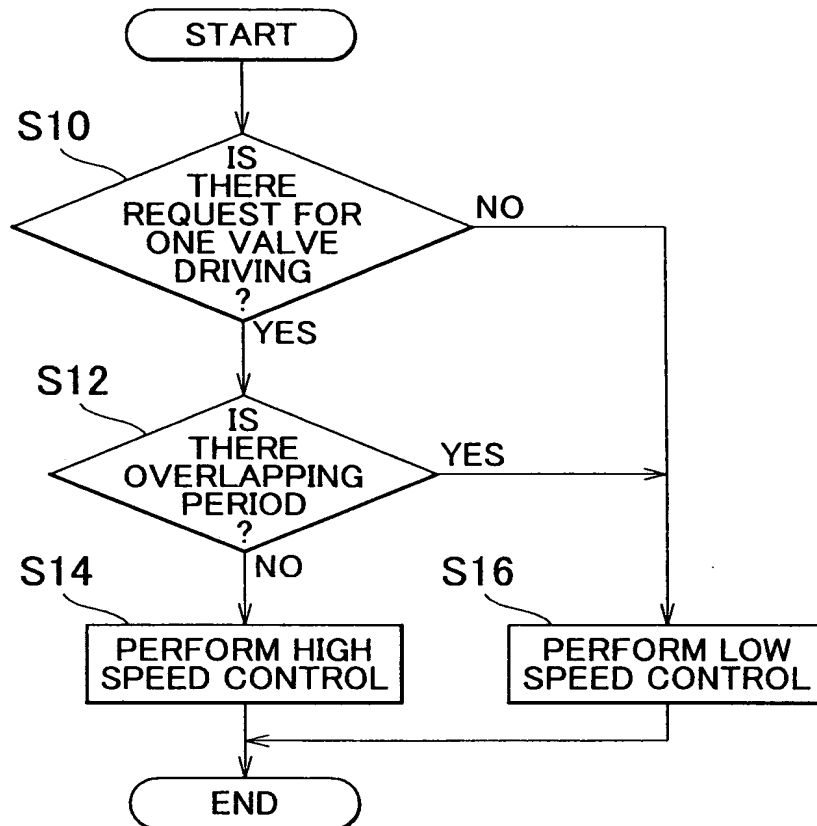 START
S10
IS
THERE
REQUEST FOR
ONE VALVE
DRIVING
?
NO
YES
S12
IS
THERE
OVERLAPPING
PERIOD
?
YES
NO
S14
PERFORM HIGH
SPEED CONTROL
S16
PERFORM LOW
SPEED CONTROL
END